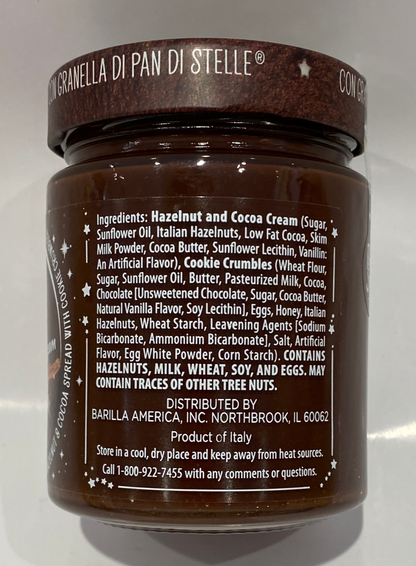 CON GRANELLA DI PAN DI STELLE®
CON GRA
Ingredients: Hazelnut and Cocoa Cream (Sugar,
Sunflower Oil, Italian Hazelnuts, Low Fat Cocoa, Skim
Milk Powder, Cocoa Butter, Sunflower Lecithin, Vanillin:
An Artificial Flavor), Cookie Crumbles (Wheat Flour,
Sugar, Sunflower Oil, Butter, Pasteurized Milk, Cocoa,
Chocolate [Unsweetened Chocolate, Sugar, Cocoa Butter,
Natural Vanilla Flavor, Soy Lecithin], Eggs, Honey, Italian
Hazelnuts, Wheat Starch, Leavening Agents [Sodium
Bicarbonate, Ammonium Bicarbonate], Salt, Artificial
Flavor, Egg White Powder, Corn Starch). CONTAINS
HAZELNUTS, MILK, WHEAT, SOY, AND EGGS. MAY
CONTAIN TRACES OF OTHER TREE NUTS.
DISTRIBUTED BY
BARILLA AMERICA, INC. NORTHBROOK, IL 60062
Product of Italy
Store in a cool, dry place and keep away from heat sources.
Call 1-800-922-7455 with any comments or questions.
& COCOA SPREAD WITH COOKIE